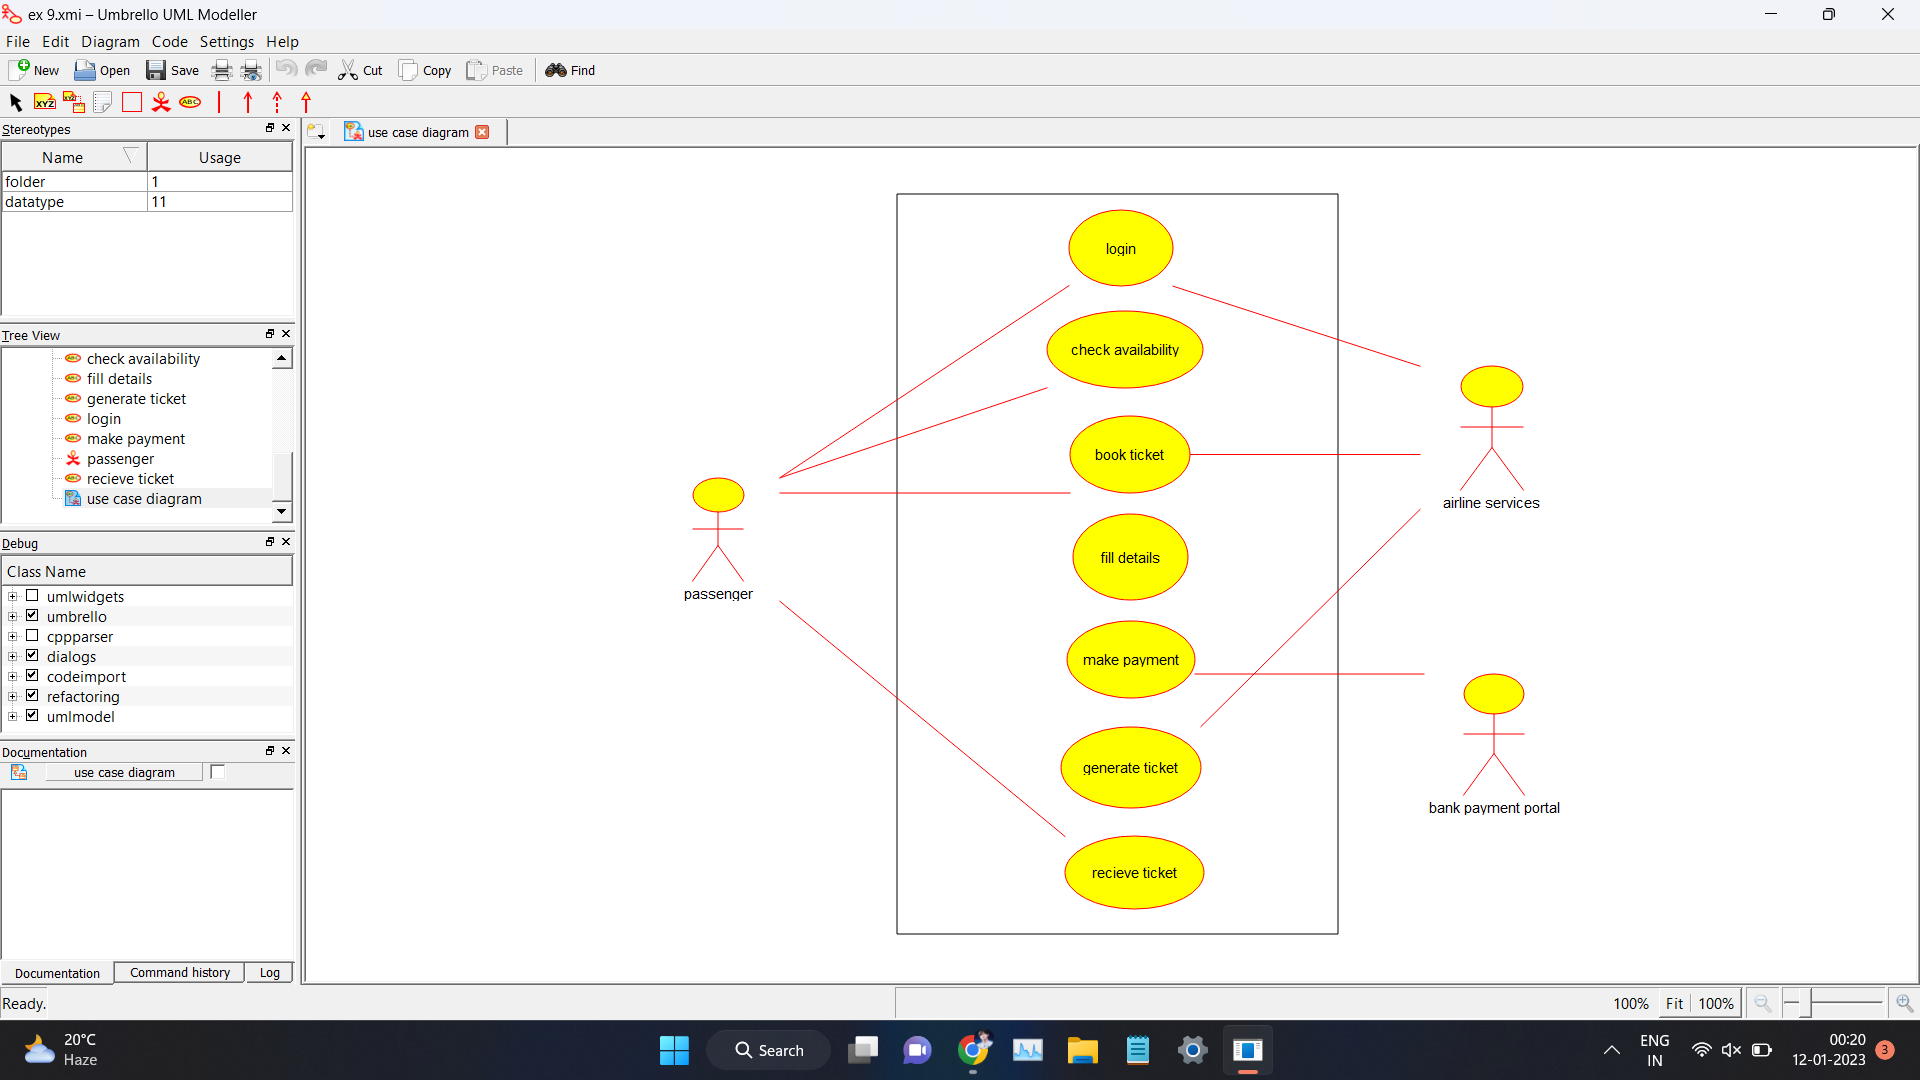 ex 9.xmi – Umbrello UML Modeller
File Edit Diagram Code Settings Help
New Open Save Cut Copy Paste Find
XYZ XYZ ABC
Stereotypes
use case diagram
Name Usage
folder 1
datatype 11
Tree View
check availability
fill details
generate ticket
login
make payment
passenger
recieve ticket
use case diagram
Debug
Class Name
umlwidgets
umbrello
cppparser
dialogs
codeimport
refactoring
umlmodel
Documentation
use case diagram
Documentation Command history Log
login
check availability
book ticket
fill details
make payment
generate ticket
recieve ticket
passenger
airline services
bank payment portal
Ready.
100% Fit 100%
20°C
Haze
Search
ENG
IN
00:20
12-01-2023
3